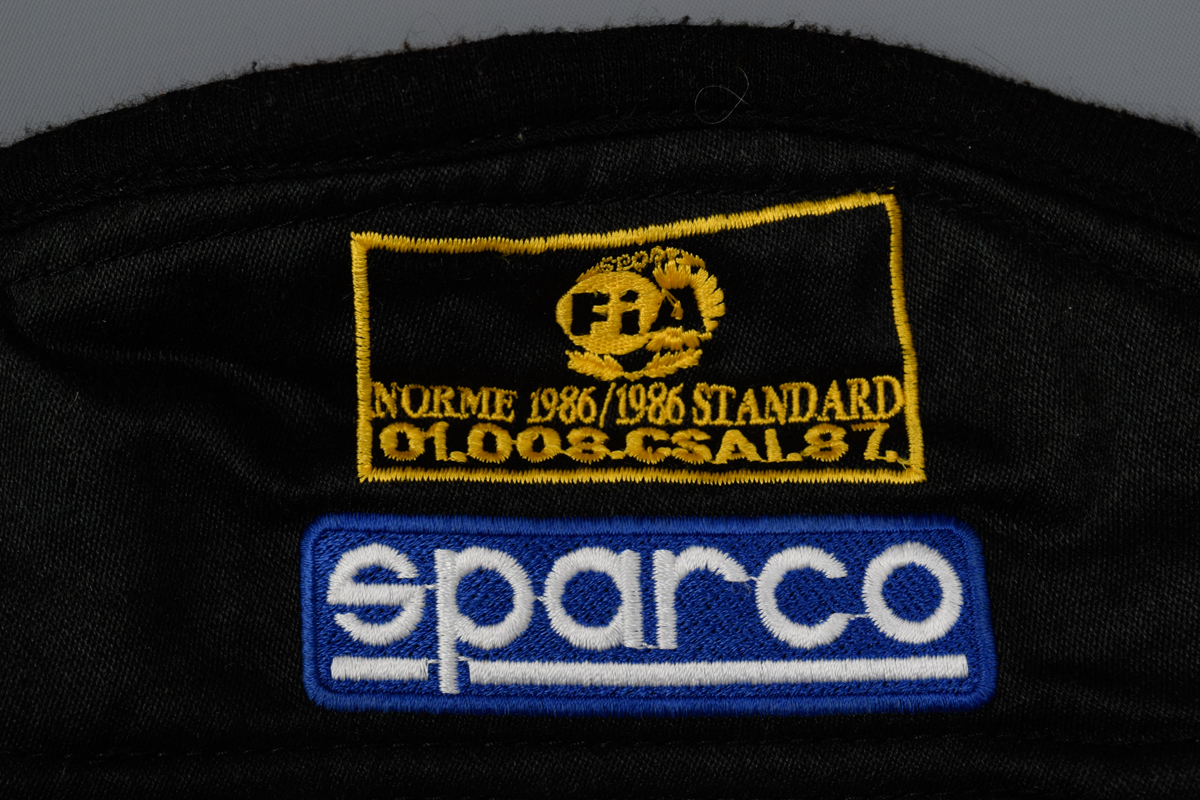 SPORT
FiA
NORME 1986/1986 STANDARD
01.008.CSAI.87.
sparco